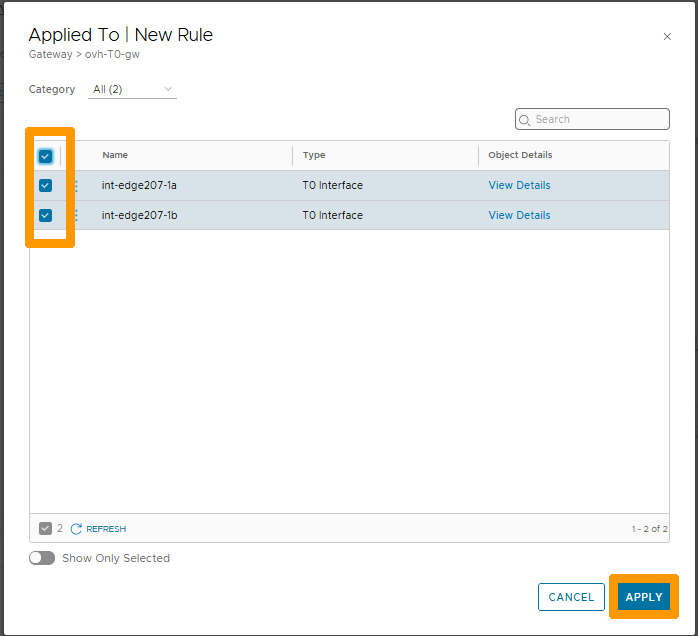 Applied To | New Rule
Gateway > ovh-T0-gw
Category All (2)
Search
Name Type Object Details
int-edge207-1a T0 Interface View Details
int-edge207-1b T0 Interface View Details
2 REFRESH 1 - 2 of 2
Show Only Selected
CANCEL APPLY